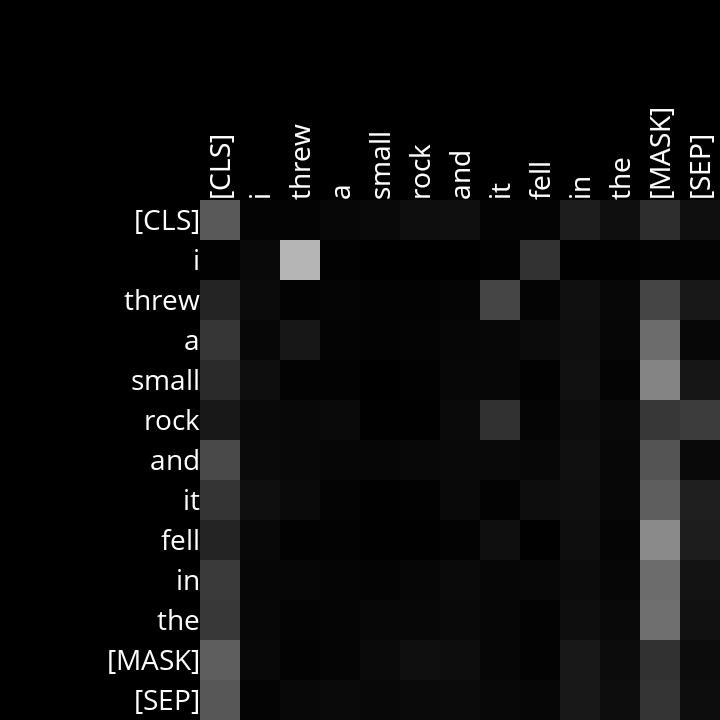 [CLS] i threw a small rock and it fell in the [MASK] [SEP]
[CLS]
i
threw
a
small
rock
and
it
fell
in
the
[MASK]
[SEP]